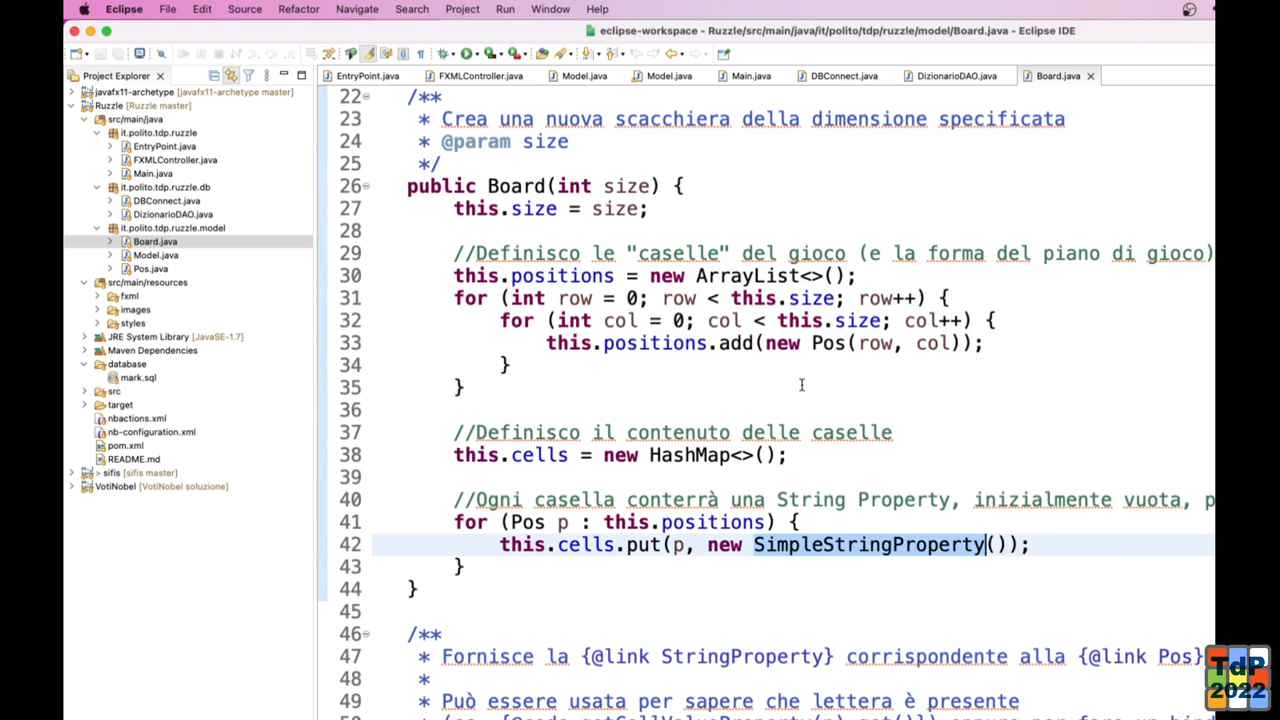 Eclipse File Edit Source Refactor Navigate Search Project Run Window Help
eclipse-workspace - Ruzzle/src/main/java/it/polito/tdp/ruzzle/model/Board.java - Eclipse IDE
Project Explorer
EntryPoint.java FXMLController.java Model.java Model.java Main.java DBConnect.java DizionarioDAO.java Board.java
javafx11-archetype [javafx11-archetype master]
Ruzzle [Ruzzle master]
src/main/java
it.polito.tdp.ruzzle
EntryPoint.java
FXMLController.java
Main.java
it.polito.tdp.ruzzle.db
DBConnect.java
DizionarioDAO.java
it.polito.tdp.ruzzle.model
Board.java
Model.java
Pos.java
src/main/resources
fxml
images
styles
JRE System Library [JavaSE-1.7]
Maven Dependencies
database
mark.sql
src
target
nbactions.xml
nb-configuration.xml
pom.xml
README.md
> sifis [sifis master]
VotiNobel [VotiNobel soluzione]
22 /**
23 * Crea una nuova scacchiera della dimensione specificata
24 * @param size
25 */
26 public Board(int size) {
27 this.size = size;
28
29 //Definisco le "caselle" del gioco (e la forma del piano di gioco)
30 this.positions = new ArrayList<>();
31 for (int row = 0; row < this.size; row++) {
32 for (int col = 0; col < this.size; col++) {
33 this.positions.add(new Pos(row, col));
34 }
35 }
36
37 //Definisco il contenuto delle caselle
38 this.cells = new HashMap<>();
39
40 //Ogni casella conterrà una String Property, inizialmente vuota, p
41 for (Pos p : this.positions) {
42 this.cells.put(p, new SimpleStringProperty());
43 }
44 }
45
46 /**
47 * Fornisce la {@link StringProperty} corrispondente alla {@link Pos}
48 *
49 * Può essere usata per sapere che lettera è presente
TdP
2022